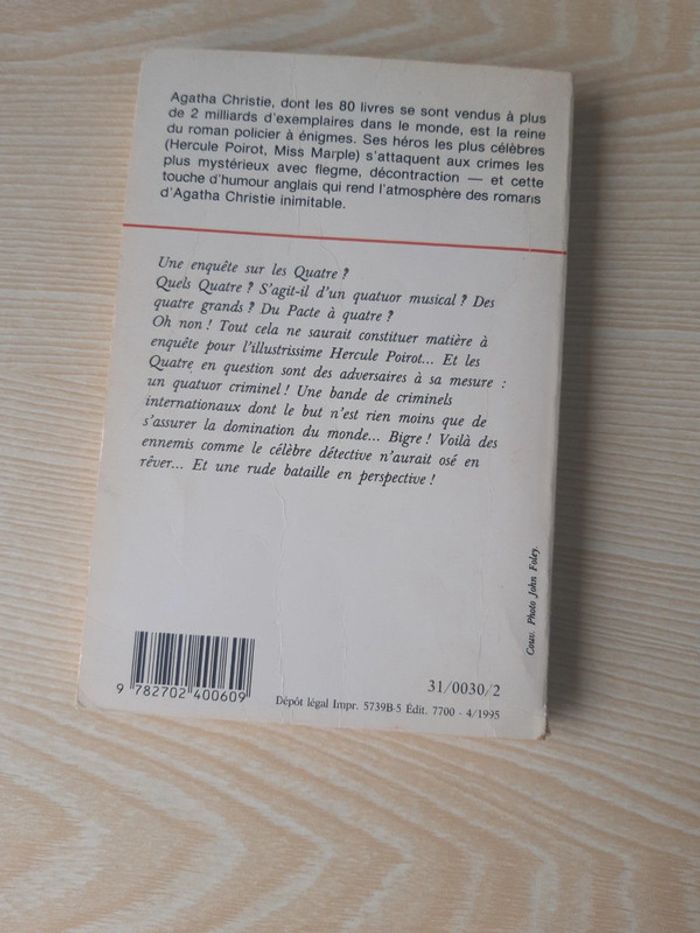 Agatha Christie, dont les 80 livres se sont vendus à plus
de 2 milliards d'exemplaires dans le monde, est la reine
du roman policier à énigmes. Ses héros les plus célèbres
(Hercule Poirot, Miss Marple) s'attaquent aux crimes les
plus mystérieux avec flegme, décontraction — et cette
touche d'humour anglais qui rend l'atmosphère des romans
d'Agatha Christie inimitable.
Une enquête sur les Quatre ?
Quels Quatre ? S'agit-il d'un quatuor musical ? Des
quatre grands ? Du Pacte à quatre ?
Oh non ! Tout cela ne saurait constituer matière à
enquête pour l'illustrissime Hercule Poirot... Et les
Quatre en question sont des adversaires à sa mesure :
un quatuor criminel ! Une bande de criminels
internationaux dont le but n'est rien moins que de
s'assurer la domination du monde... Bigre ! Voilà des
ennemis comme le célèbre détective n'aurait osé en
rêver... Et une rude bataille en perspective !
Couv. Photo John Foley.
9 782702 400609
31/0030/2
Dépôt légal Impr. 5739B-5 Édit. 7700 - 4/1995